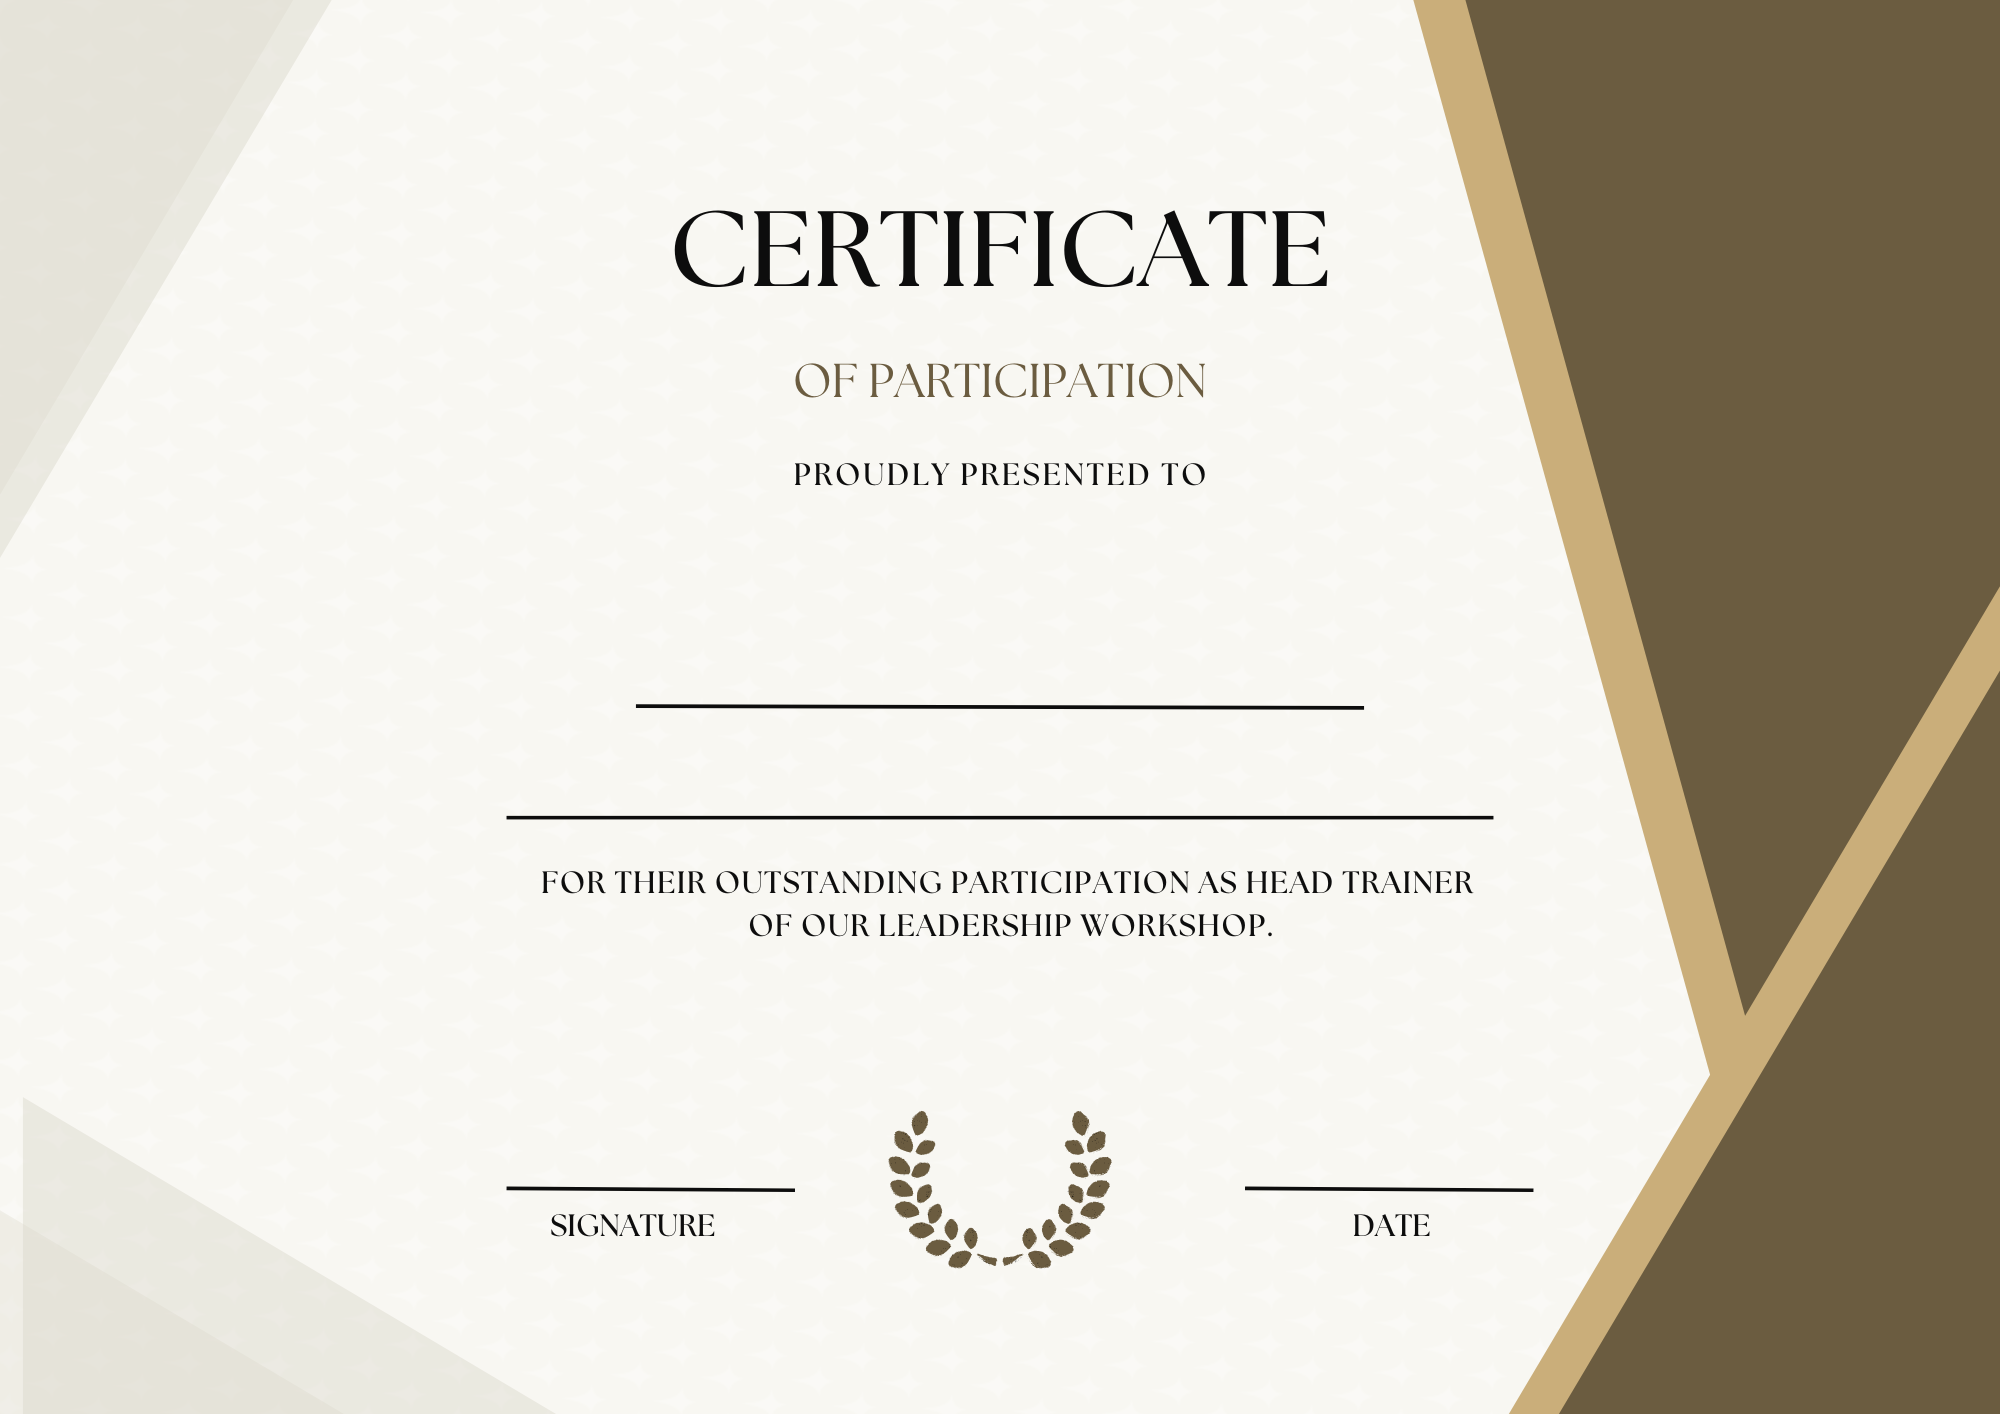 CERTIFICATE
OF PARTICIPATION
PROUDLY PRESENTED TO
FOR THEIR OUTSTANDING PARTICIPATION AS HEAD TRAINER
OF OUR LEADERSHIP WORKSHOP.
SIGNATURE
DATE